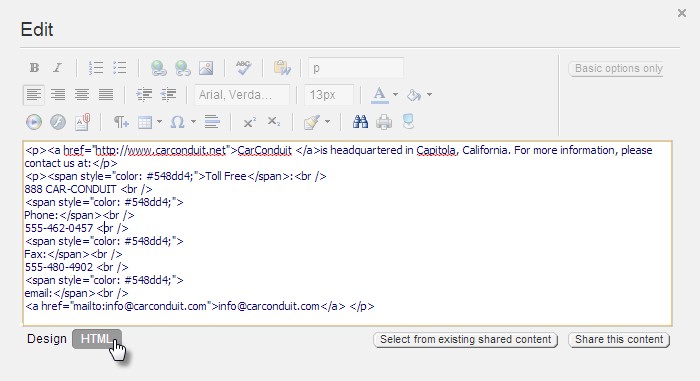 Edit
B I ABC p Basic options only
Arial, Verda... 13px A
Ω x² x₂
<p><a href="http://www.carconduit.net">CarConduit </a>is headquartered in Capitola, California. For more information, please
contact us at:</p>
<p><span style="color: #548dd4;">Toll Free</span>:<br />
888 CAR-CONDUIT <br />
<span style="color: #548dd4;">
Phone:</span><br />
555-462-0457 <br />
<span style="color: #548dd4;">
Fax:</span><br />
555-480-4902 <br />
<span style="color: #548dd4;">
email:</span><br />
<a href="mailto:info@carconduit.com">info@carconduit.com</a> </p>
Design HTML Select from existing shared content Share this content